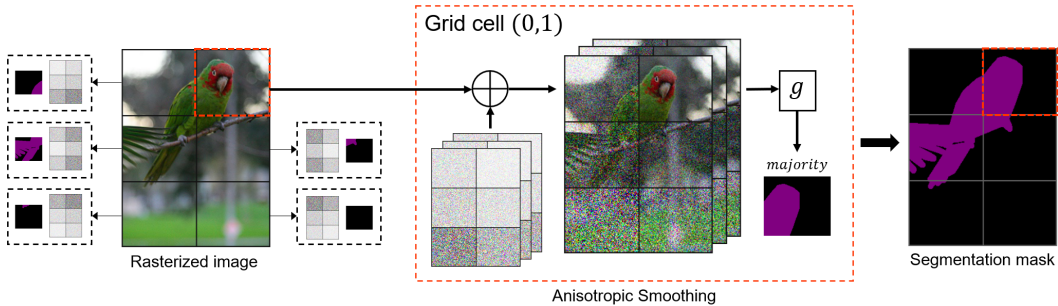 Grid cell (0,1)
g
majority
Rasterized image
Segmentation mask
Anisotropic Smoothing